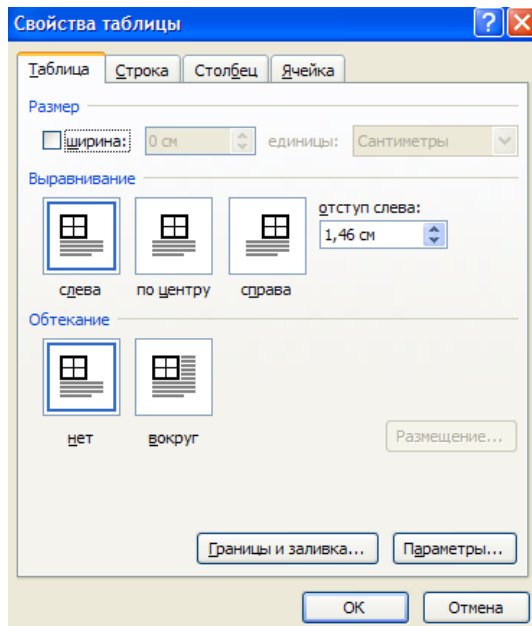 Свойства таблицы
Таблица Строка Столбец Ячейка
Размер
ширина: 0 см единицы: Сантиметры
Выравнивание
отступ слева:
1,46 см
слева по центру справа
Обтекание
нет вокруг Размещение...
Границы и заливка... Параметры...
ОК Отмена